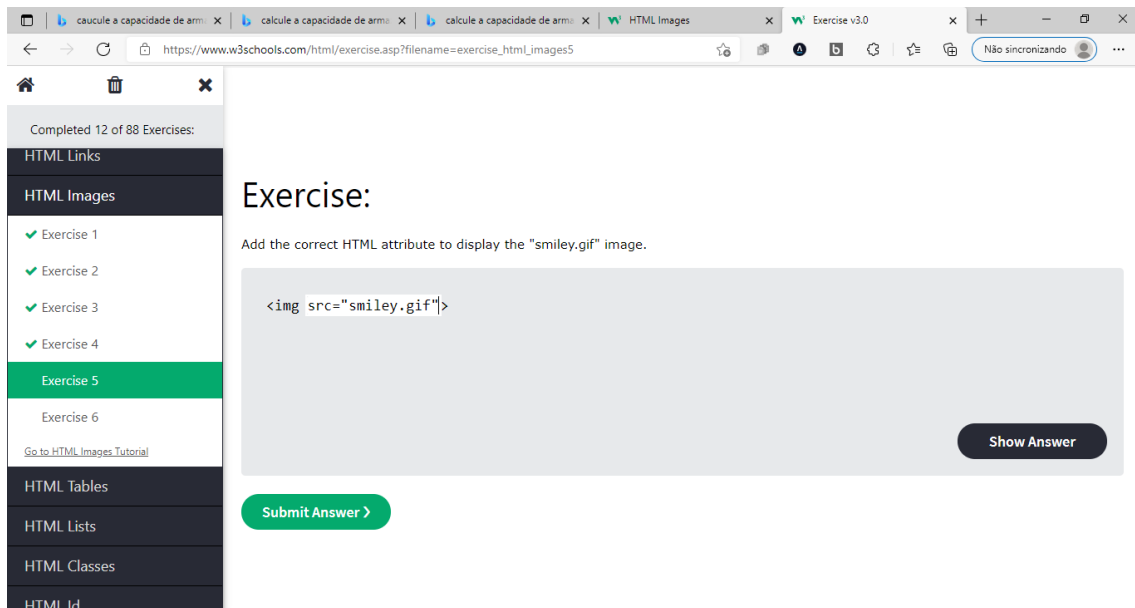 caucule a capacidade de arm
calcule a capacidade de arma
calcule a capacidade de arma
HTML Images
Exercise v3.0
https://www.w3schools.com/html/exercise.asp?filename=exercise_html_images5
Não sincronizando
Completed 12 of 88 Exercises:
HTML Links
HTML Images
Exercise 1
Exercise 2
Exercise 3
Exercise 4
Exercise 5
Exercise 6
Go to HTML Images Tutorial
HTML Tables
HTML Lists
HTML Classes
HTML Id
Exercise:
Add the correct HTML attribute to display the "smiley.gif" image.
<img src="smiley.gif">
Show Answer
Submit Answer ❯